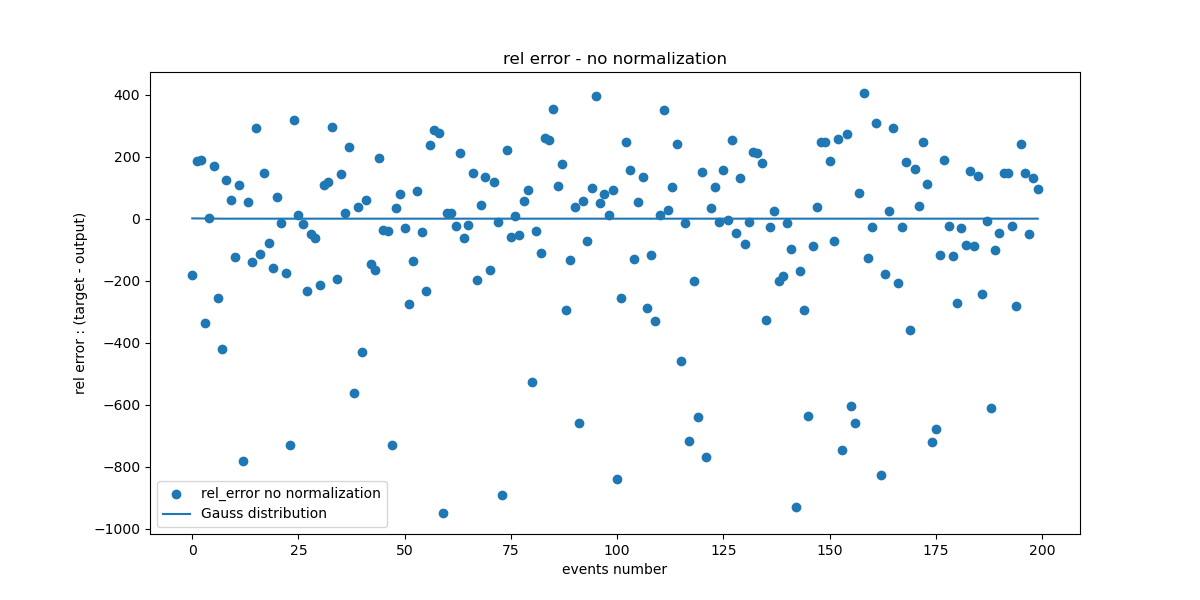 rel error - no normalization
400
200
0
−200
−400
−600
−800
−1000
rel error : (target - output)
rel_error no normalization
Gauss distribution
0 25 50 75 100 125 150 175 200
events number